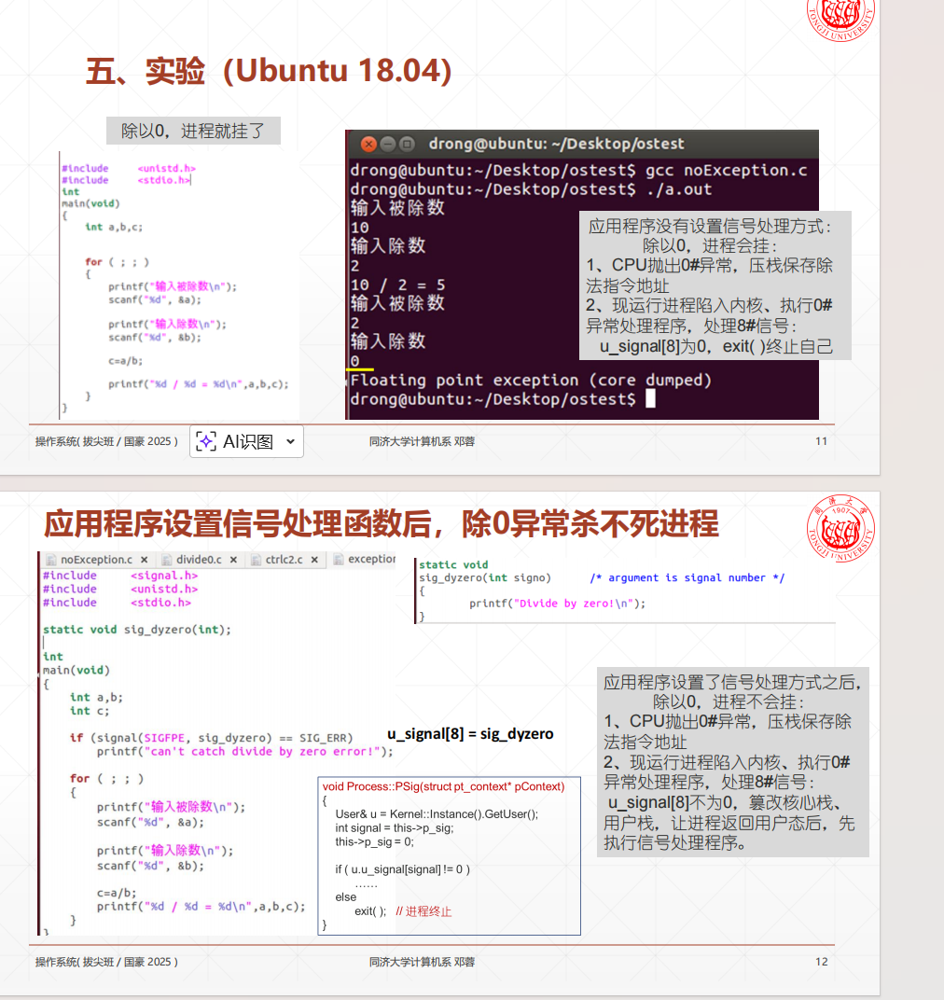 TONGJI UNIVERSITY
五、实验（Ubuntu 18.04）
除以0，进程就挂了
#include <unistd.h>
#include <stdio.h>
int
main(void)
{
int a,b,c;
for ( ; ; )
{
printf("输入被除数\n");
scanf("%d", &a);
printf("输入除数\n");
scanf("%d", &b);
c=a/b;
printf("%d / %d = %d\n",a,b,c);
}
}
drong@ubuntu: ~/Desktop/ostest
drong@ubuntu:~/Desktop/ostest$ gcc noException.c
drong@ubuntu:~/Desktop/ostest$ ./a.out
输入被除数
10
输入除数
2
10 / 2 = 5
输入被除数
2
输入除数
0
Floating point exception (core dumped)
drong@ubuntu:~/Desktop/ostest$
应用程序没有设置信号处理方式：
除以0，进程会挂：
1、CPU抛出0#异常，压栈保存除
法指令地址
2、现运行进程陷入内核、执行0#
异常处理程序，处理8#信号：
u_signal[8]为0，exit( )终止自己
操作系统( 拔尖班 / 国豪 2025 )
AI识图
同济大学计算机系 邓蓉
11
应用程序设置信号处理函数后，除0异常杀不死进程
同济大学
1907
TONGJI UNIVERSITY
noException.c × divide0.c × ctrlc2.c × exception
#include <signal.h>
#include <unistd.h>
#include <stdio.h>
static void sig_dyzero(int);
int
main(void)
{
int a,b;
int c;
if (signal(SIGFPE, sig_dyzero) == SIG_ERR)
printf("can't catch divide by zero error!");
for ( ; ; )
{
printf("输入被除数\n");
scanf("%d", &a);
printf("输入除数\n");
scanf("%d", &b);
c=a/b;
printf("%d / %d = %d\n",a,b,c);
}
}
static void
sig_dyzero(int signo) /* argument is signal number */
{
printf("Divide by zero!\n");
}
u_signal[8] = sig_dyzero
void Process::PSig(struct pt_context* pContext)
{
User& u = Kernel::Instance().GetUser();
int signal = this->p_sig;
this->p_sig = 0;
if ( u.u_signal[signal] != 0 )
……
else
exit( ); // 进程终止
}
应用程序设置了信号处理方式之后，
除以0，进程不会挂：
1、CPU抛出0#异常，压栈保存除
法指令地址
2、现运行进程陷入内核、执行0#
异常处理程序，处理8#信号：
u_signal[8]不为0，篡改核心栈、
用户栈，让进程返回用户态后，先
执行信号处理程序。
操作系统( 拔尖班 / 国豪 2025 )
同济大学计算机系 邓蓉
12